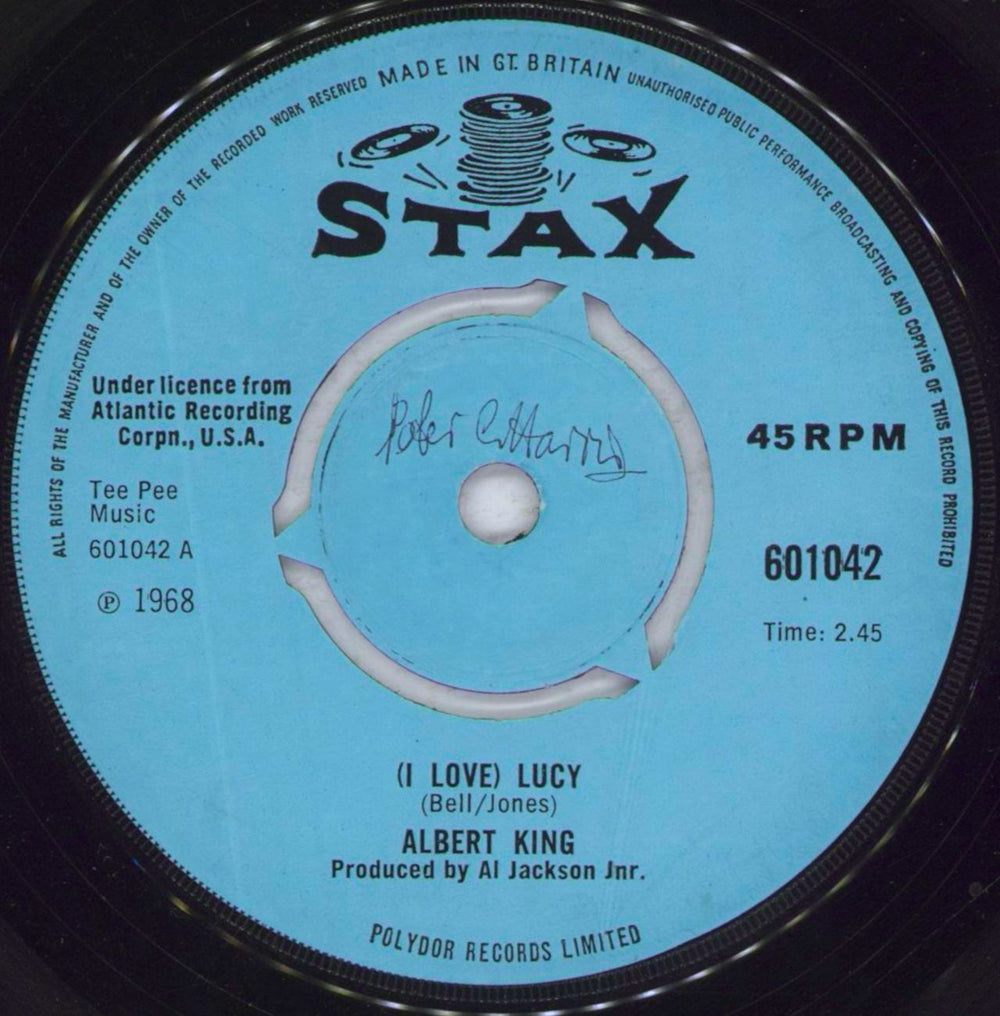 ALL RIGHTS OF THE MANUFACTURER AND OF THE OWNER OF THE RECORDED WORK RESERVED MADE IN GT. BRITAIN UNAUTHORISED PUBLIC PERFORMANCE BROADCASTING AND COPYING OF THIS RECORD PROHIBITED
STAX
Under licence from
Atlantic Recording
Corpn., U.S.A.
Tee Pee
Music
601042 A
℗ 1968
Peter
45 RPM
601042
Time: 2.45
(I LOVE) LUCY
(Bell/Jones)
ALBERT KING
Produced by Al Jackson Jnr.
POLYDOR RECORDS LIMITED